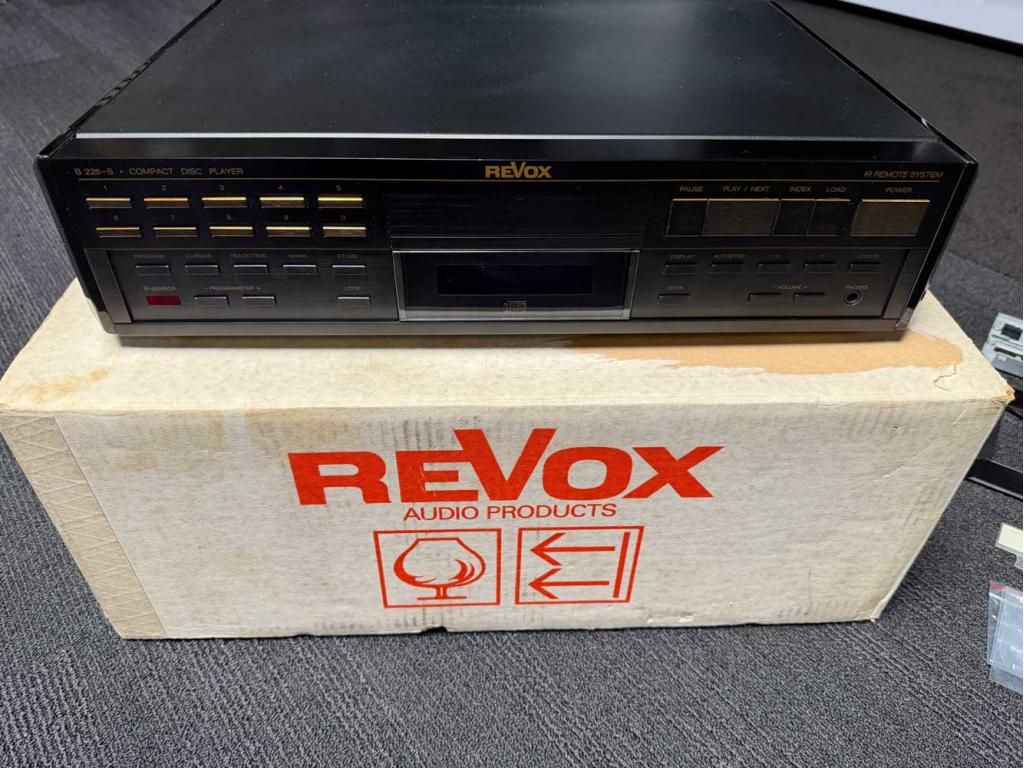 B 226-S • COMPACT DISC PLAYER
REVOX
IR REMOTE SYSTEM
1 2 3 4 5
PAUSE PLAY / NEXT INDEX LOAD POWER
6 7 8 9 0
PROGRAM CURSOR TRACK/TIME MARK STORE
DISPLAY AUTOSTOP LOCATE
IR-SENSOR - PROGRAMSTEP + LOOP
STOP - VOLUME + PHONES
REVOX
AUDIO PRODUCTS